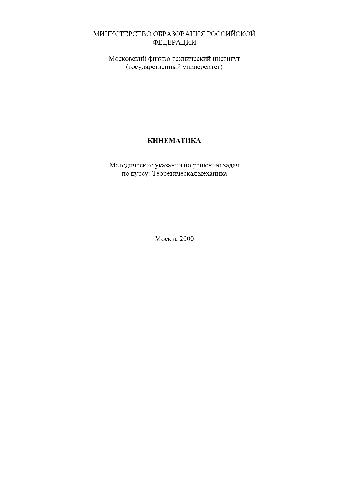 МИНИСТЕРСТВО ОБРАЗОВАНИЯ РОССИЙСКОЙ
ФЕДЕРАЦИИ
Московский физико-технический институт
(государственный университет)
КИНЕМАТИКА
Методические указания по решению задач
по курсу: Теоретическая механика
Москва 2000